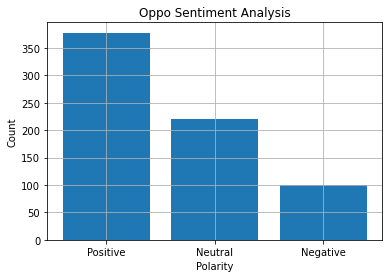 Oppo Sentiment Analysis
350
300
250
200
150
100
50
0
Count
Positive
Neutral
Negative
Polarity